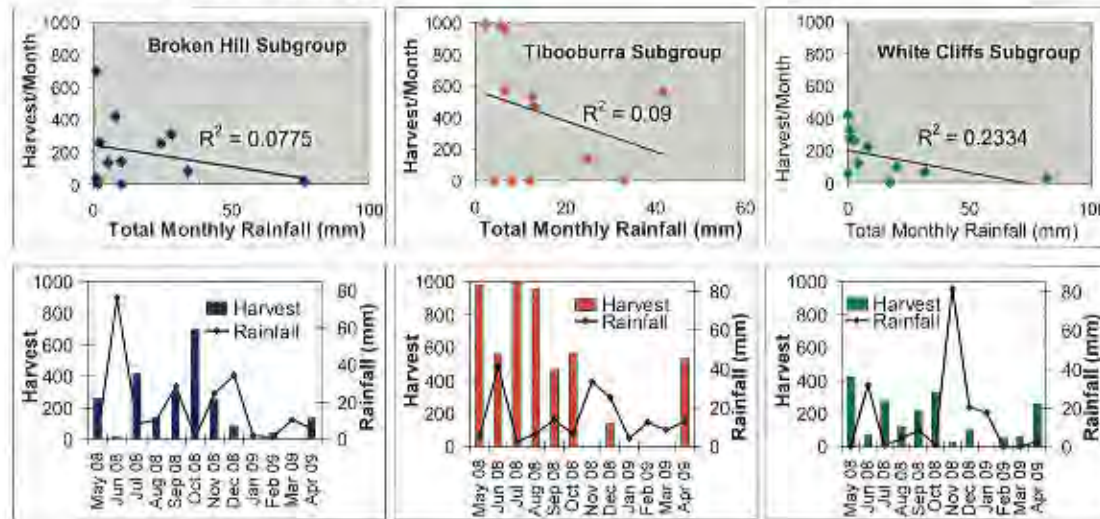 Broken Hill Subgroup
Harvest/Month
1000
800
600
400
200
0
R² = 0.0775
0 50 100
Total Monthly Rainfall (mm)
Tibooburra Subgroup
Harvest/Month
1000
800
600
400
200
0
R² = 0.09
0 20 40 60
Total Monthly Rainfall (mm)
White Cliffs Subgroup
Harvest/Month
1000
800
600
400
200
0
R² = 0.2334
0 50 100
Total Monthly Rainfall (mm)
Harvest
1000
800
600
400
200
0
Harvest
Rainfall
80
60
40
20
0
Rainfall (mm)
May 08
Jun 08
Jul 08
Aug 08
Sep 08
Oct 08
Nov 08
Dec 08
Jan 09
Feb 09
Mar 09
Apr 09
Harvest
1000
800
600
400
200
0
Harvest
Rainfall
80
60
40
20
0
Rainfall (mm)
May 08
Jun 08
Jul 08
Aug 08
Sep 08
Oct 08
Nov 08
Dec 08
Jan 09
Feb 09
Mar 09
Apr 09
Harvest
1000
800
600
400
200
0
Harvest
Rainfall
80
60
40
20
0
Rainfall (mm)
May 08
Jun 08
Jul 08
Aug 08
Sep 08
Oct 08
Nov 08
Dec 08
Jan 09
Feb 09
Mar 09
Apr 09